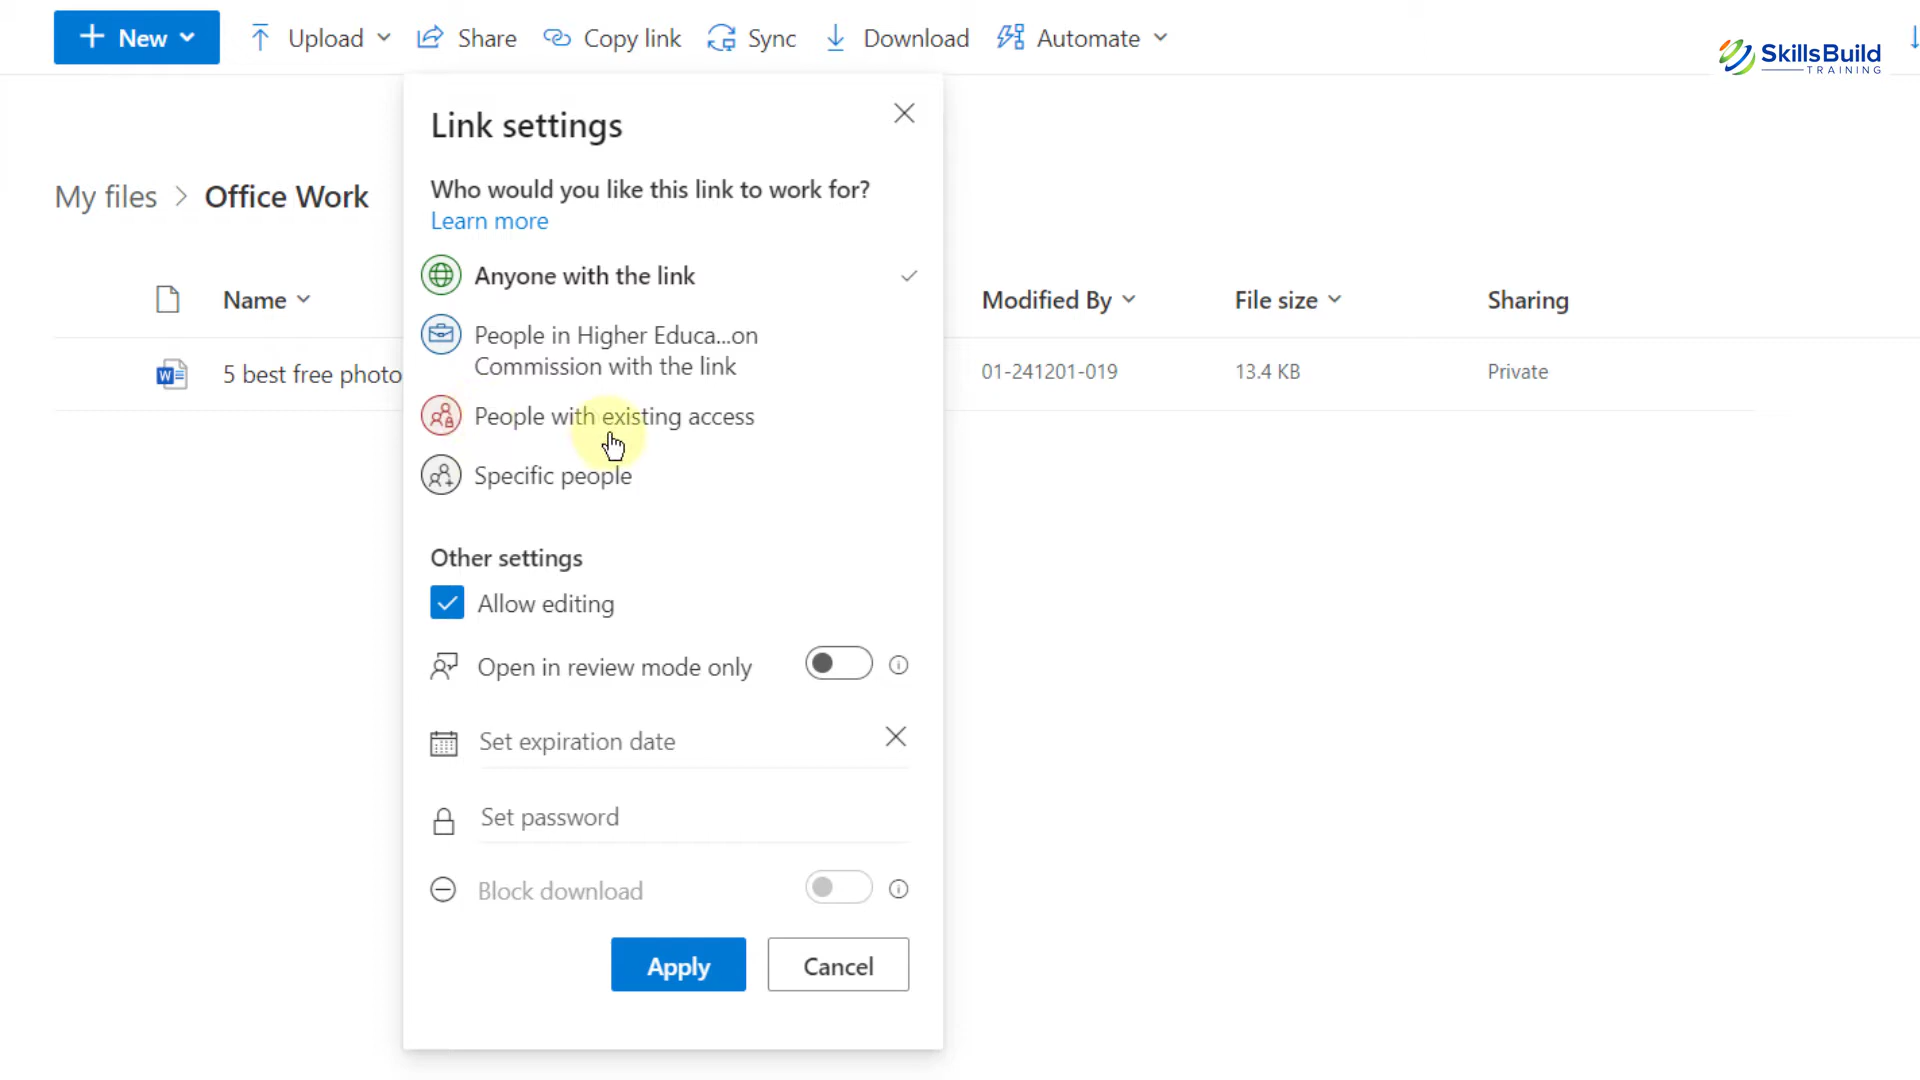 New
Upload
Share
Copy link
Sync
Download
Automate
SkillsBuild
TRAINING
My files > Office Work
Name
Modified By
File size
Sharing
5 best free photo
01-241201-019
13.4 KB
Private
Link settings
Who would you like this link to work for?
Learn more
Anyone with the link
People in Higher Educa...on
Commission with the link
People with existing access
Specific people
Other settings
Allow editing
Open in review mode only
Set expiration date
Set password
Block download
Apply
Cancel